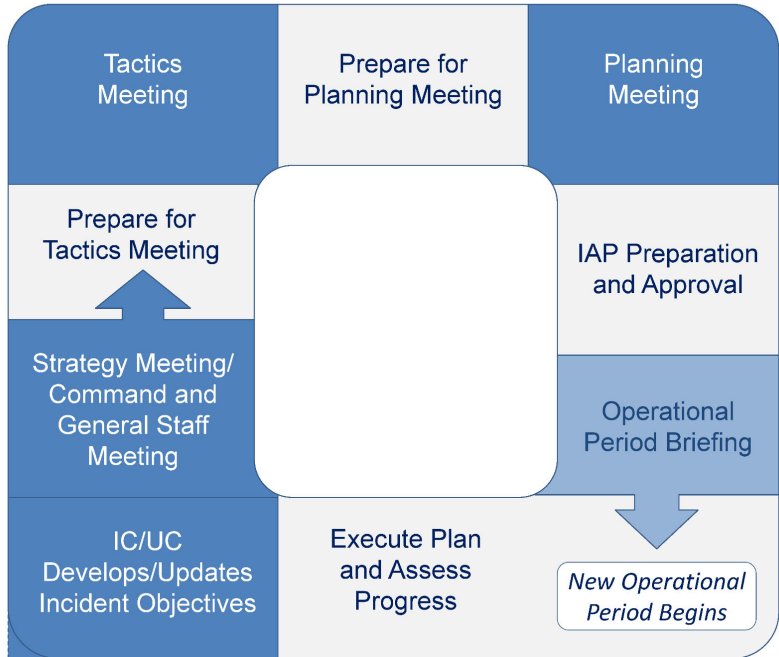 Tactics
Meeting
Prepare for
Planning Meeting
Planning
Meeting
Prepare for
Tactics Meeting
IAP Preparation
and Approval
Strategy Meeting/
Command and
General Staff
Meeting
Operational
Period Briefing
IC/UC
Develops/Updates
Incident Objectives
Execute Plan
and Assess
Progress
New Operational
Period Begins